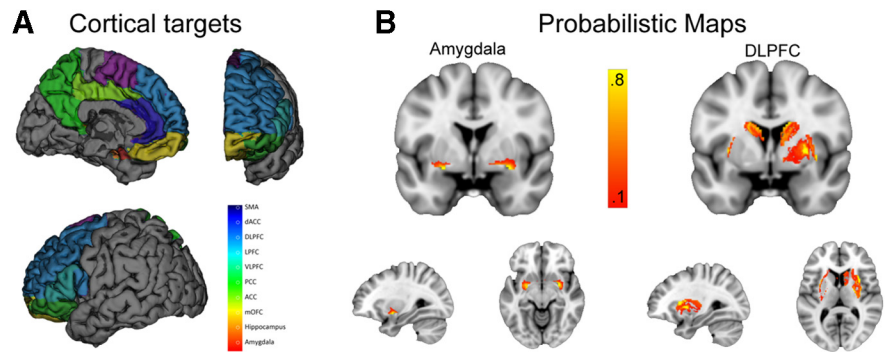 A Cortical targets
SMA
dACC
DLPFC
LPFC
VLPFC
PCC
ACC
mOFC
Hippocampus
Amygdala
B Probabilistic Maps
Amygdala
DLPFC
.8
.1